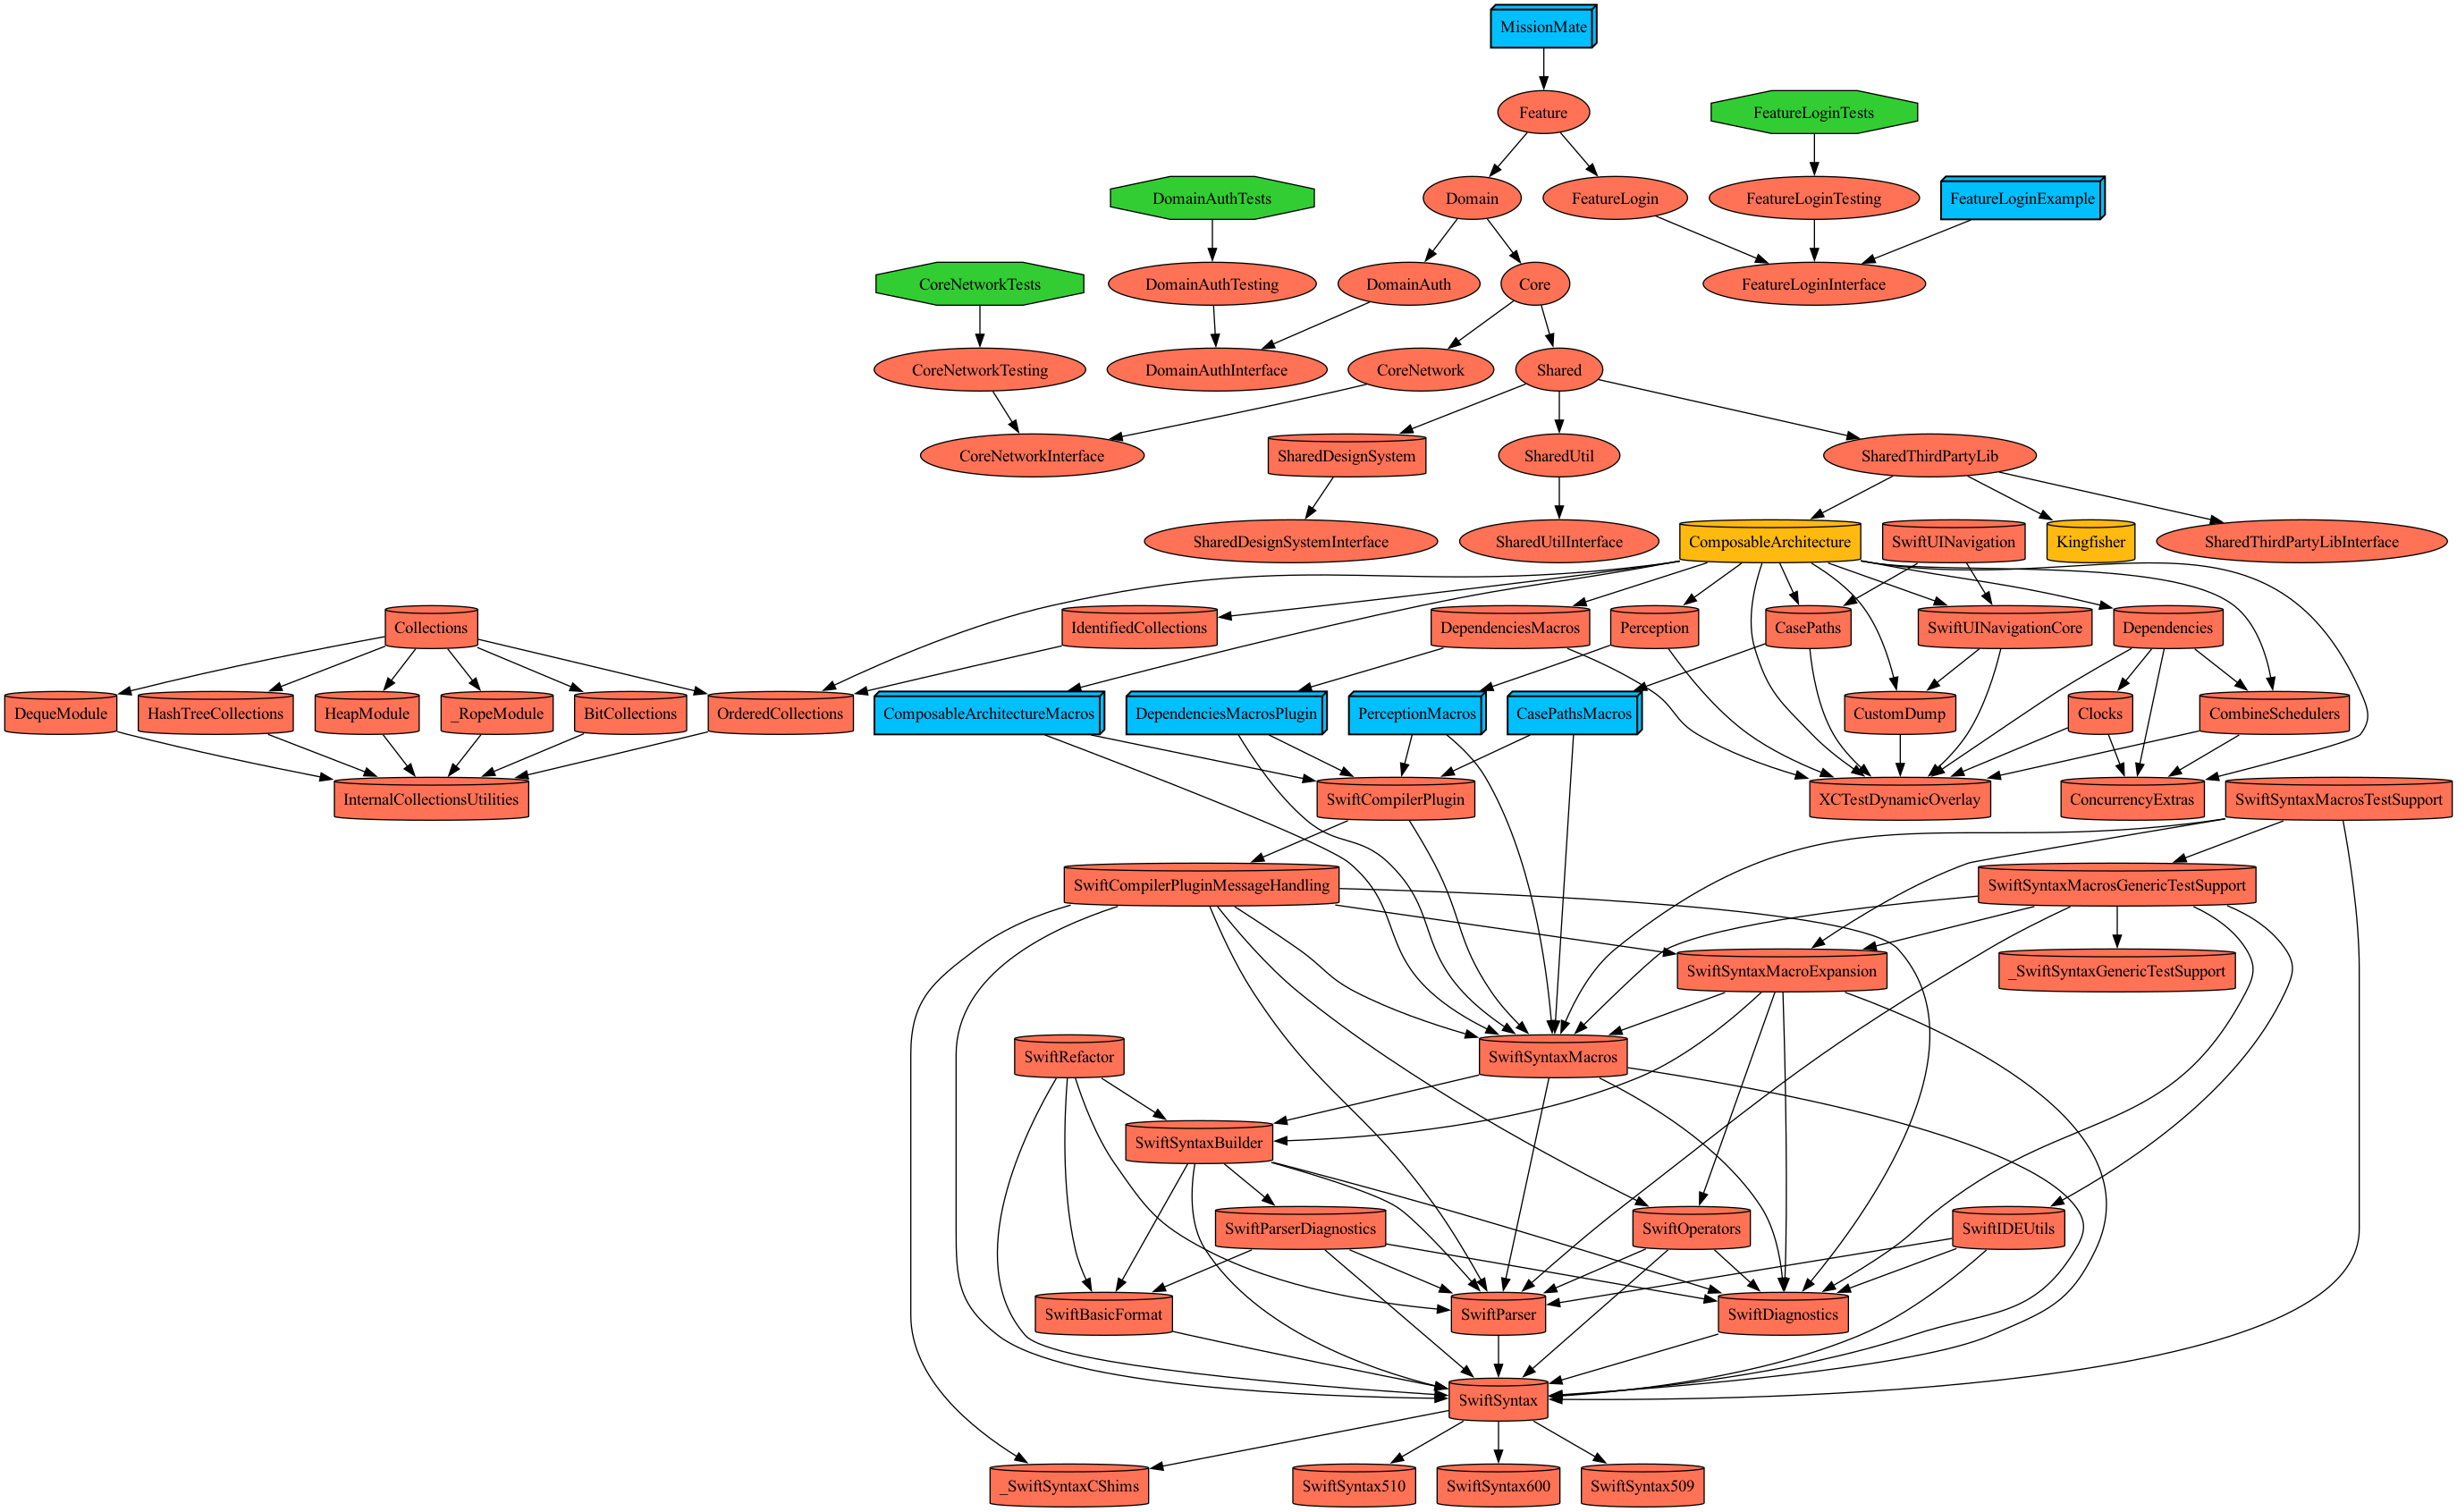 MissionMate
Feature
FeatureLoginTests
DomainAuthTests
Domain
FeatureLogin
FeatureLoginTesting
FeatureLoginExample
CoreNetworkTests
DomainAuthTesting
DomainAuth
Core
FeatureLoginInterface
CoreNetworkTesting
DomainAuthInterface
CoreNetwork
Shared
CoreNetworkInterface
SharedDesignSystem
SharedUtil
SharedThirdPartyLib
SharedDesignSystemInterface
SharedUtilInterface
ComposableArchitecture
SwiftUINavigation
Kingfisher
SharedThirdPartyLibInterface
Collections
IdentifiedCollections
DependenciesMacros
Perception
CasePaths
SwiftUINavigationCore
Dependencies
DequeModule
HashTreeCollections
HeapModule
_RopeModule
BitCollections
OrderedCollections
ComposableArchitectureMacros
DependenciesMacrosPlugin
PerceptionMacros
CasePathsMacros
CustomDump
Clocks
CombineSchedulers
InternalCollectionsUtilities
SwiftCompilerPlugin
XCTestDynamicOverlay
ConcurrencyExtras
SwiftSyntaxMacrosTestSupport
SwiftCompilerPluginMessageHandling
SwiftSyntaxMacrosGenericTestSupport
SwiftSyntaxMacroExpansion
_SwiftSyntaxGenericTestSupport
SwiftRefactor
SwiftSyntaxMacros
SwiftSyntaxBuilder
SwiftParserDiagnostics
SwiftOperators
SwiftIDEUtils
SwiftBasicFormat
SwiftParser
SwiftDiagnostics
SwiftSyntax
_SwiftSyntaxCShims
SwiftSyntax510
SwiftSyntax600
SwiftSyntax509